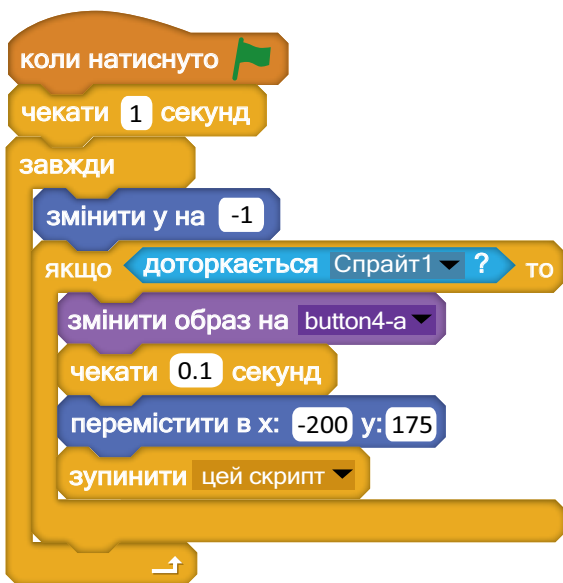 коли натиснуто
чекати 1 секунд
завжди
змінити y на -1
якщо доторкається Спрайт1 ? то
змінити образ на button4-a
чекати 0.1 секунд
перемістити в x: -200 y: 175
зупинити цей скрипт